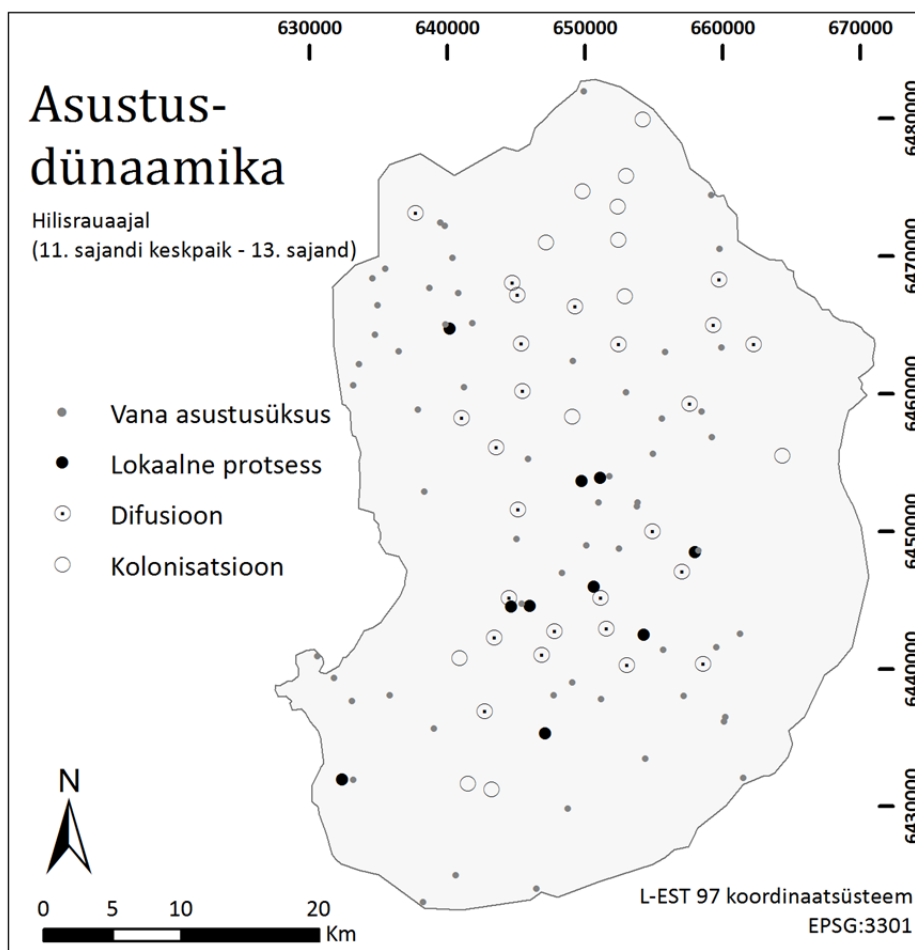 630000 640000 650000 660000 670000
Asustus-
dünaamika
Hilisrauaajal
(11. sajandi keskpaik - 13. sajand)
6480000
6470000
6460000
6450000
6440000
6430000
Vana asustusüksus
Lokaalne protsess
Difusioon
Kolonisatsioon
N
0 5 10 20
Km
L-EST 97 koordinaatsüsteem
EPSG:3301